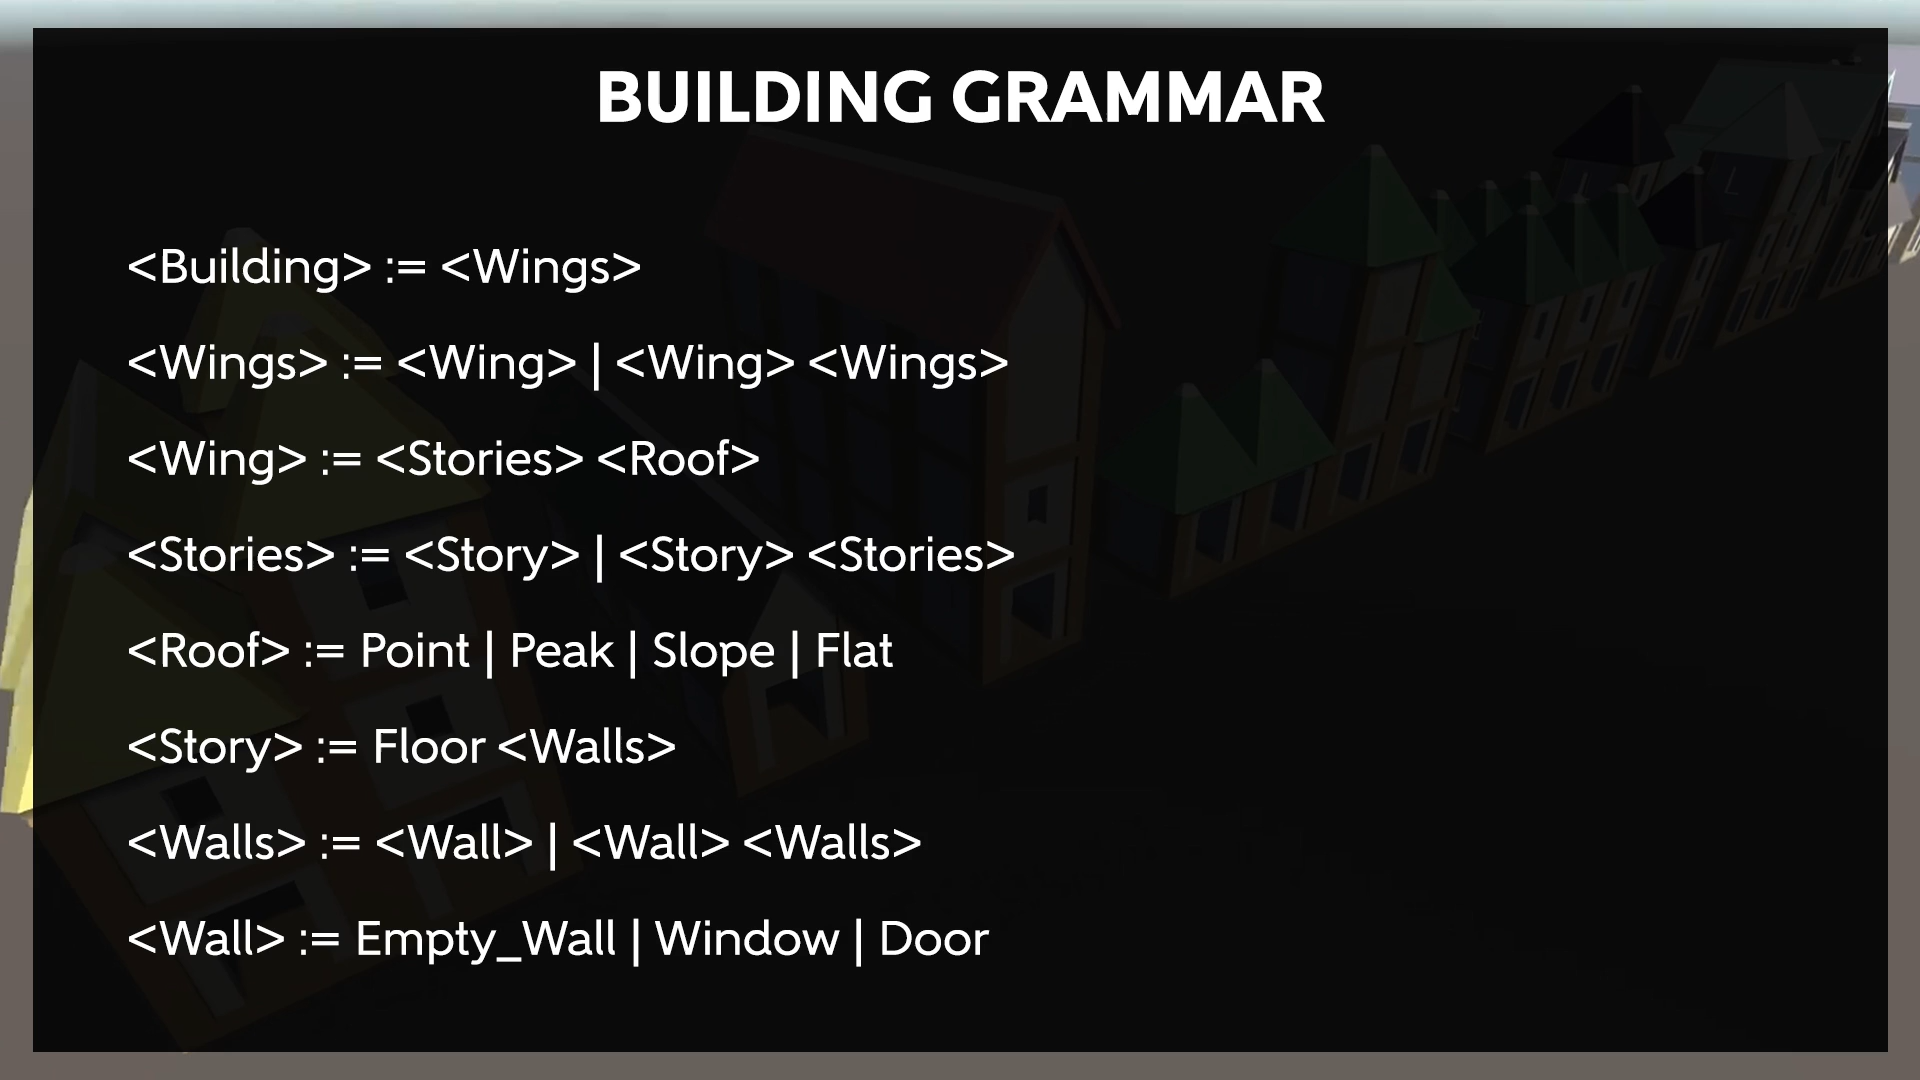 BUILDING GRAMMAR
<Building> := <Wings>
<Wings> := <Wing> | <Wing> <Wings>
<Wing> := <Stories> <Roof>
<Stories> := <Story> | <Story> <Stories>
<Roof> := Point | Peak | Slope | Flat
<Story> := Floor <Walls>
<Walls> := <Wall> | <Wall> <Walls>
<Wall> := Empty_Wall | Window | Door